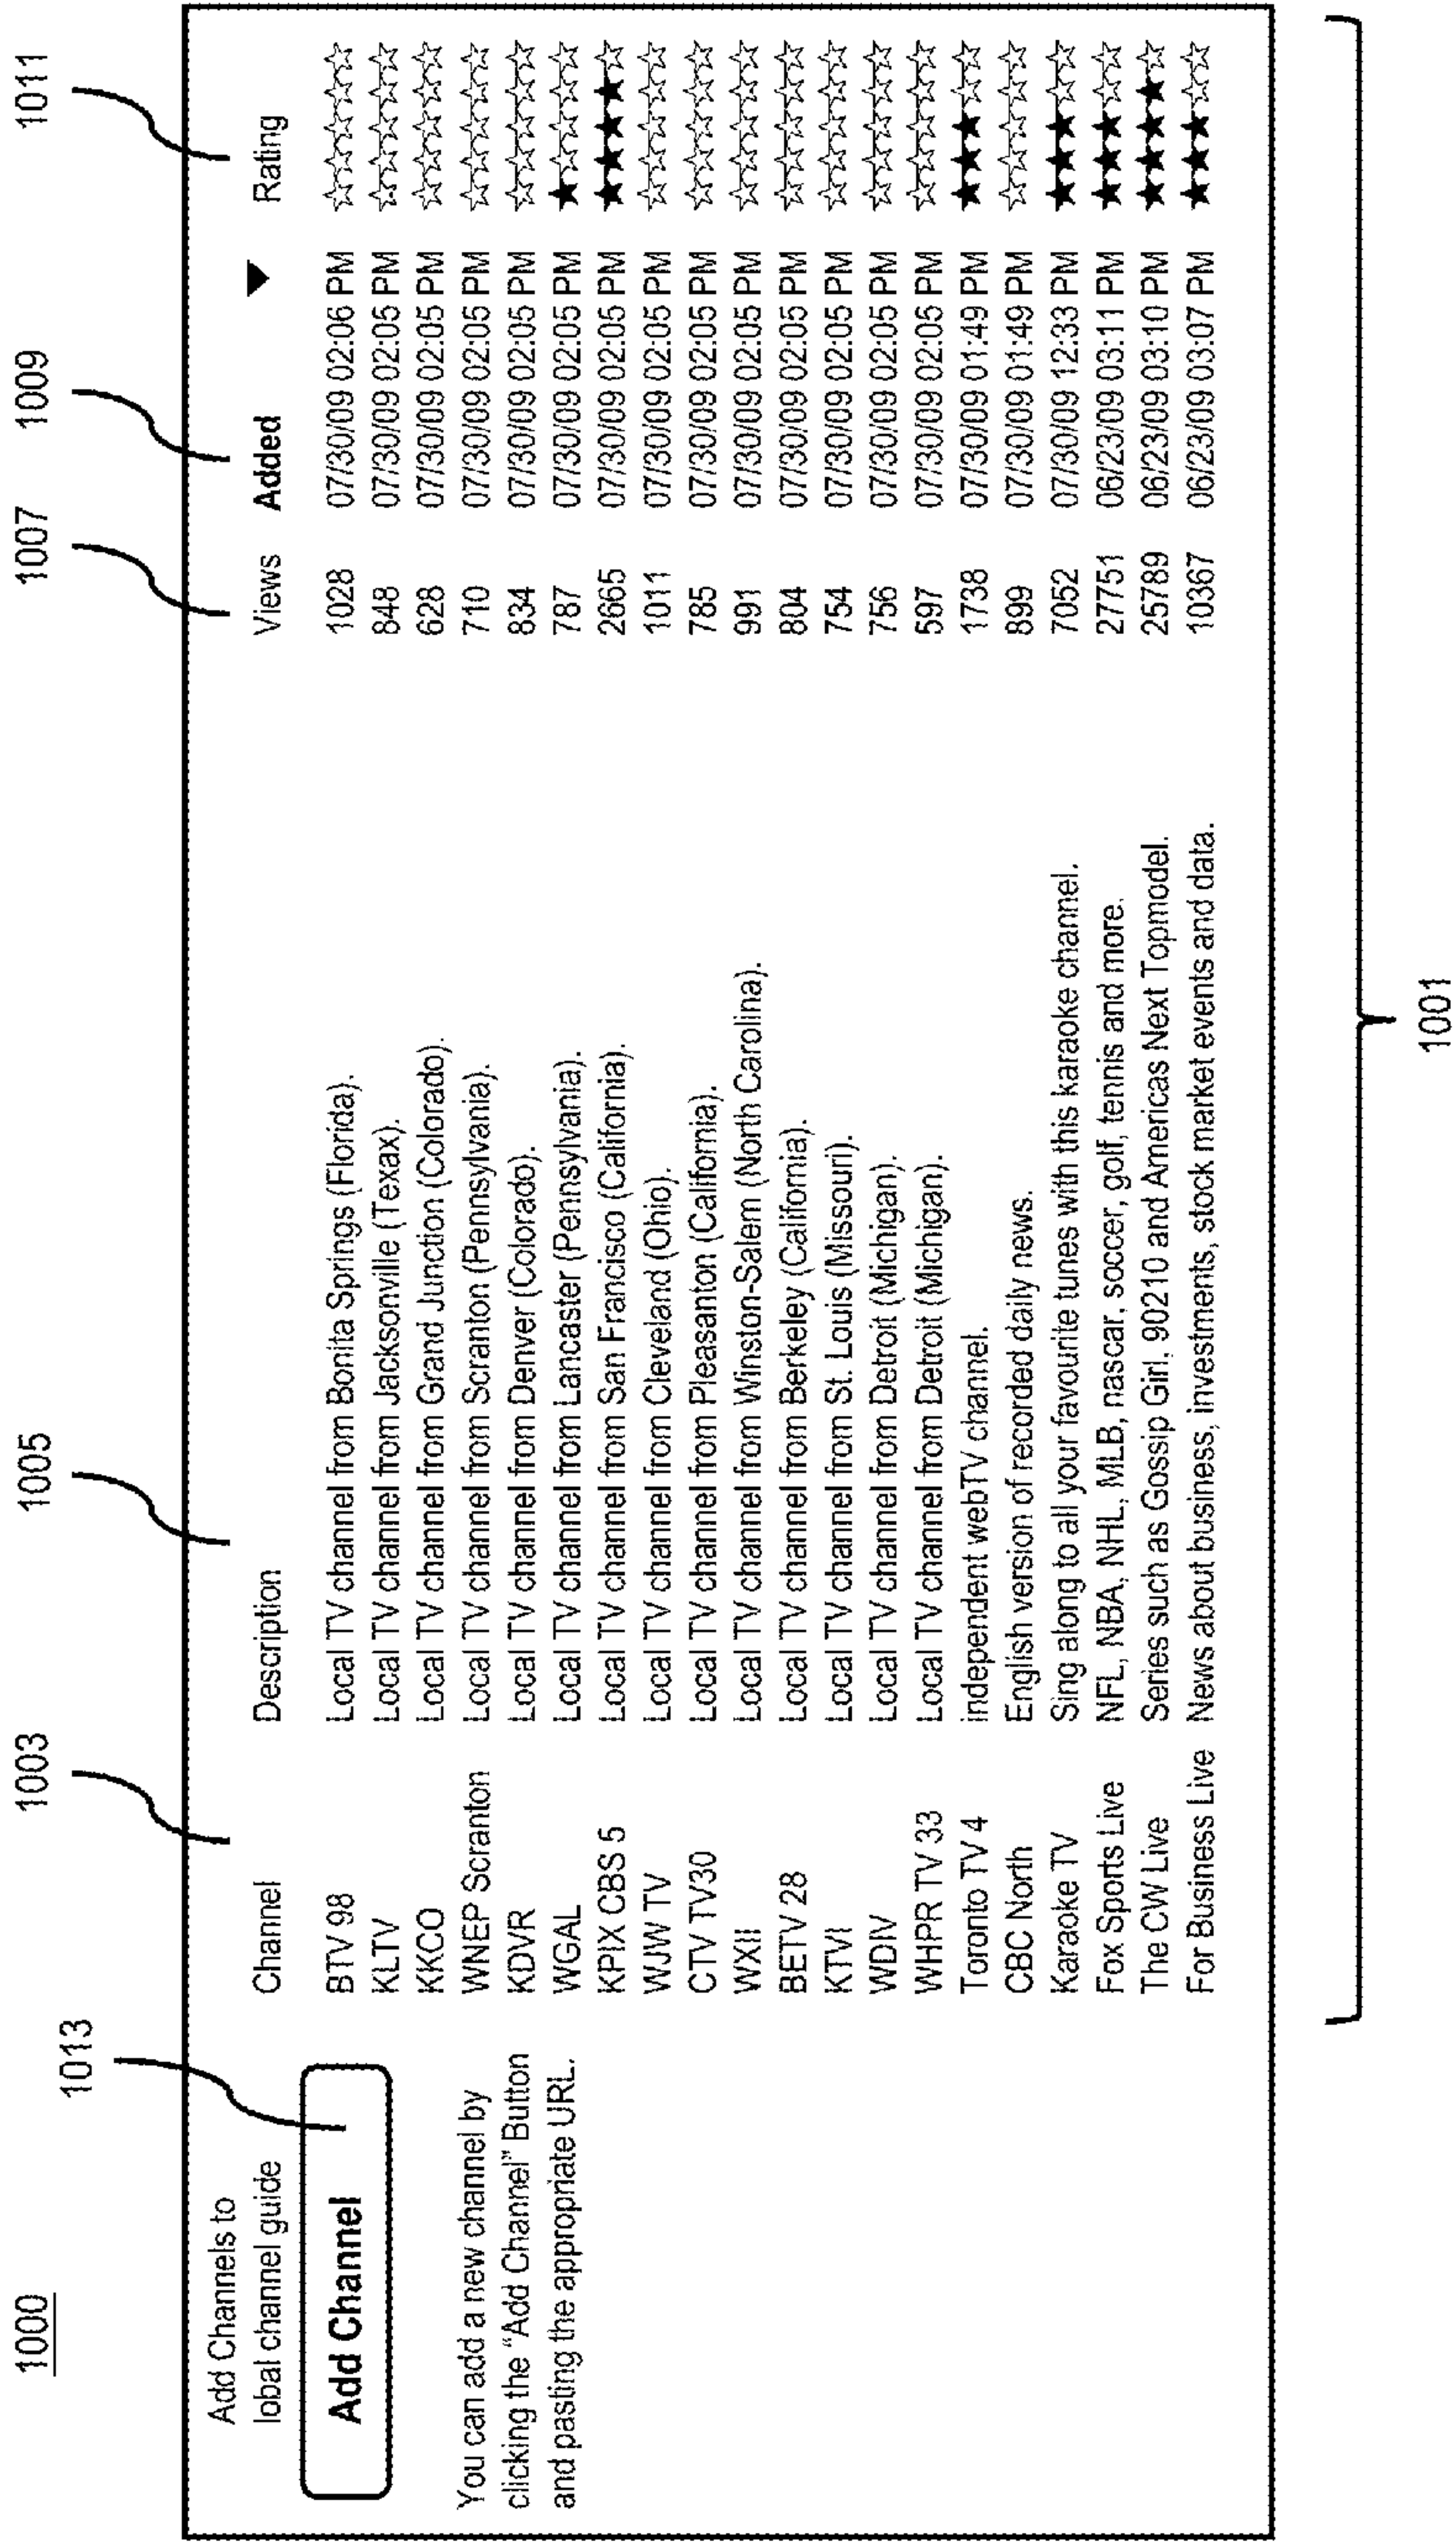 1000
1013
1003
1005
1007
1009
1011
Add Channels to
lobal channel guide
Add Channel
You can add a new channel by
clicking the “Add Channel” Button
and pasting the appropriate URL.
Channel Description Views Added ▼ Rating
BTV 98 Local TV channel from Bonita Springs (Florida). 1028 07/30/09 02:06 PM ☆☆☆☆☆
KLTV Local TV channel from Jacksonville (Texax). 848 07/30/09 02:05 PM ☆☆☆☆☆
KKCO Local TV channel from Grand Junction (Colorado). 628 07/30/09 02:05 PM ☆☆☆☆☆
WNEP Scranton Local TV channel from Scranton (Pennsylvania). 710 07/30/09 02:05 PM ☆☆☆☆☆
KDVR Local TV channel from Denver (Colorado). 834 07/30/09 02:05 PM ☆☆☆☆☆
WGAL Local TV channel from Lancaster (Pennsylvania). 787 07/30/09 02:05 PM ★☆☆☆☆
KPIX CBS 5 Local TV channel from San Francisco (California). 2665 07/30/09 02:05 PM ★★★★☆
WJW TV Local TV channel from Cleveland (Ohio). 1011 07/30/09 02:05 PM ☆☆☆☆☆
CTV TV30 Local TV channel from Pleasanton (California). 785 07/30/09 02:05 PM ☆☆☆☆☆
WXII Local TV channel from Winston-Salem (North Carolina). 991 07/30/09 02:05 PM ☆☆☆☆☆
BETV 28 Local TV channel from Berkeley (California). 804 07/30/09 02:05 PM ☆☆☆☆☆
KTVI Local TV channel from St. Louis (Missouri). 754 07/30/09 02:05 PM ☆☆☆☆☆
WDIV Local TV channel from Detroit (Michigan). 756 07/30/09 02:05 PM ☆☆☆☆☆
WHPR TV 33 Local TV channel from Detroit (Michigan). 597 07/30/09 02:05 PM ☆☆☆☆☆
Toronto TV 4 independent webTV channel. 1738 07/30/09 01:49 PM ★★★☆☆
CBC North English version of recorded daily news. 899 07/30/09 01:49 PM ☆☆☆☆☆
Karaoke TV Sing along to all your favourite tunes with this karaoke channel. 7052 07/30/09 12:33 PM ★★★☆☆
Fox Sports Live NFL, NBA, NHL, MLB, nascar, soccer, golf, tennis and more. 27751 06/23/09 03:11 PM ★★★☆☆
The CW Live Series such as Gossip Girl, 90210 and Americas Next Topmodel. 25789 06/23/09 03:10 PM ★★★★☆
For Business Live News about business, investments, stock market events and data. 10367 06/23/09 03:07 PM ★★★☆☆
1001